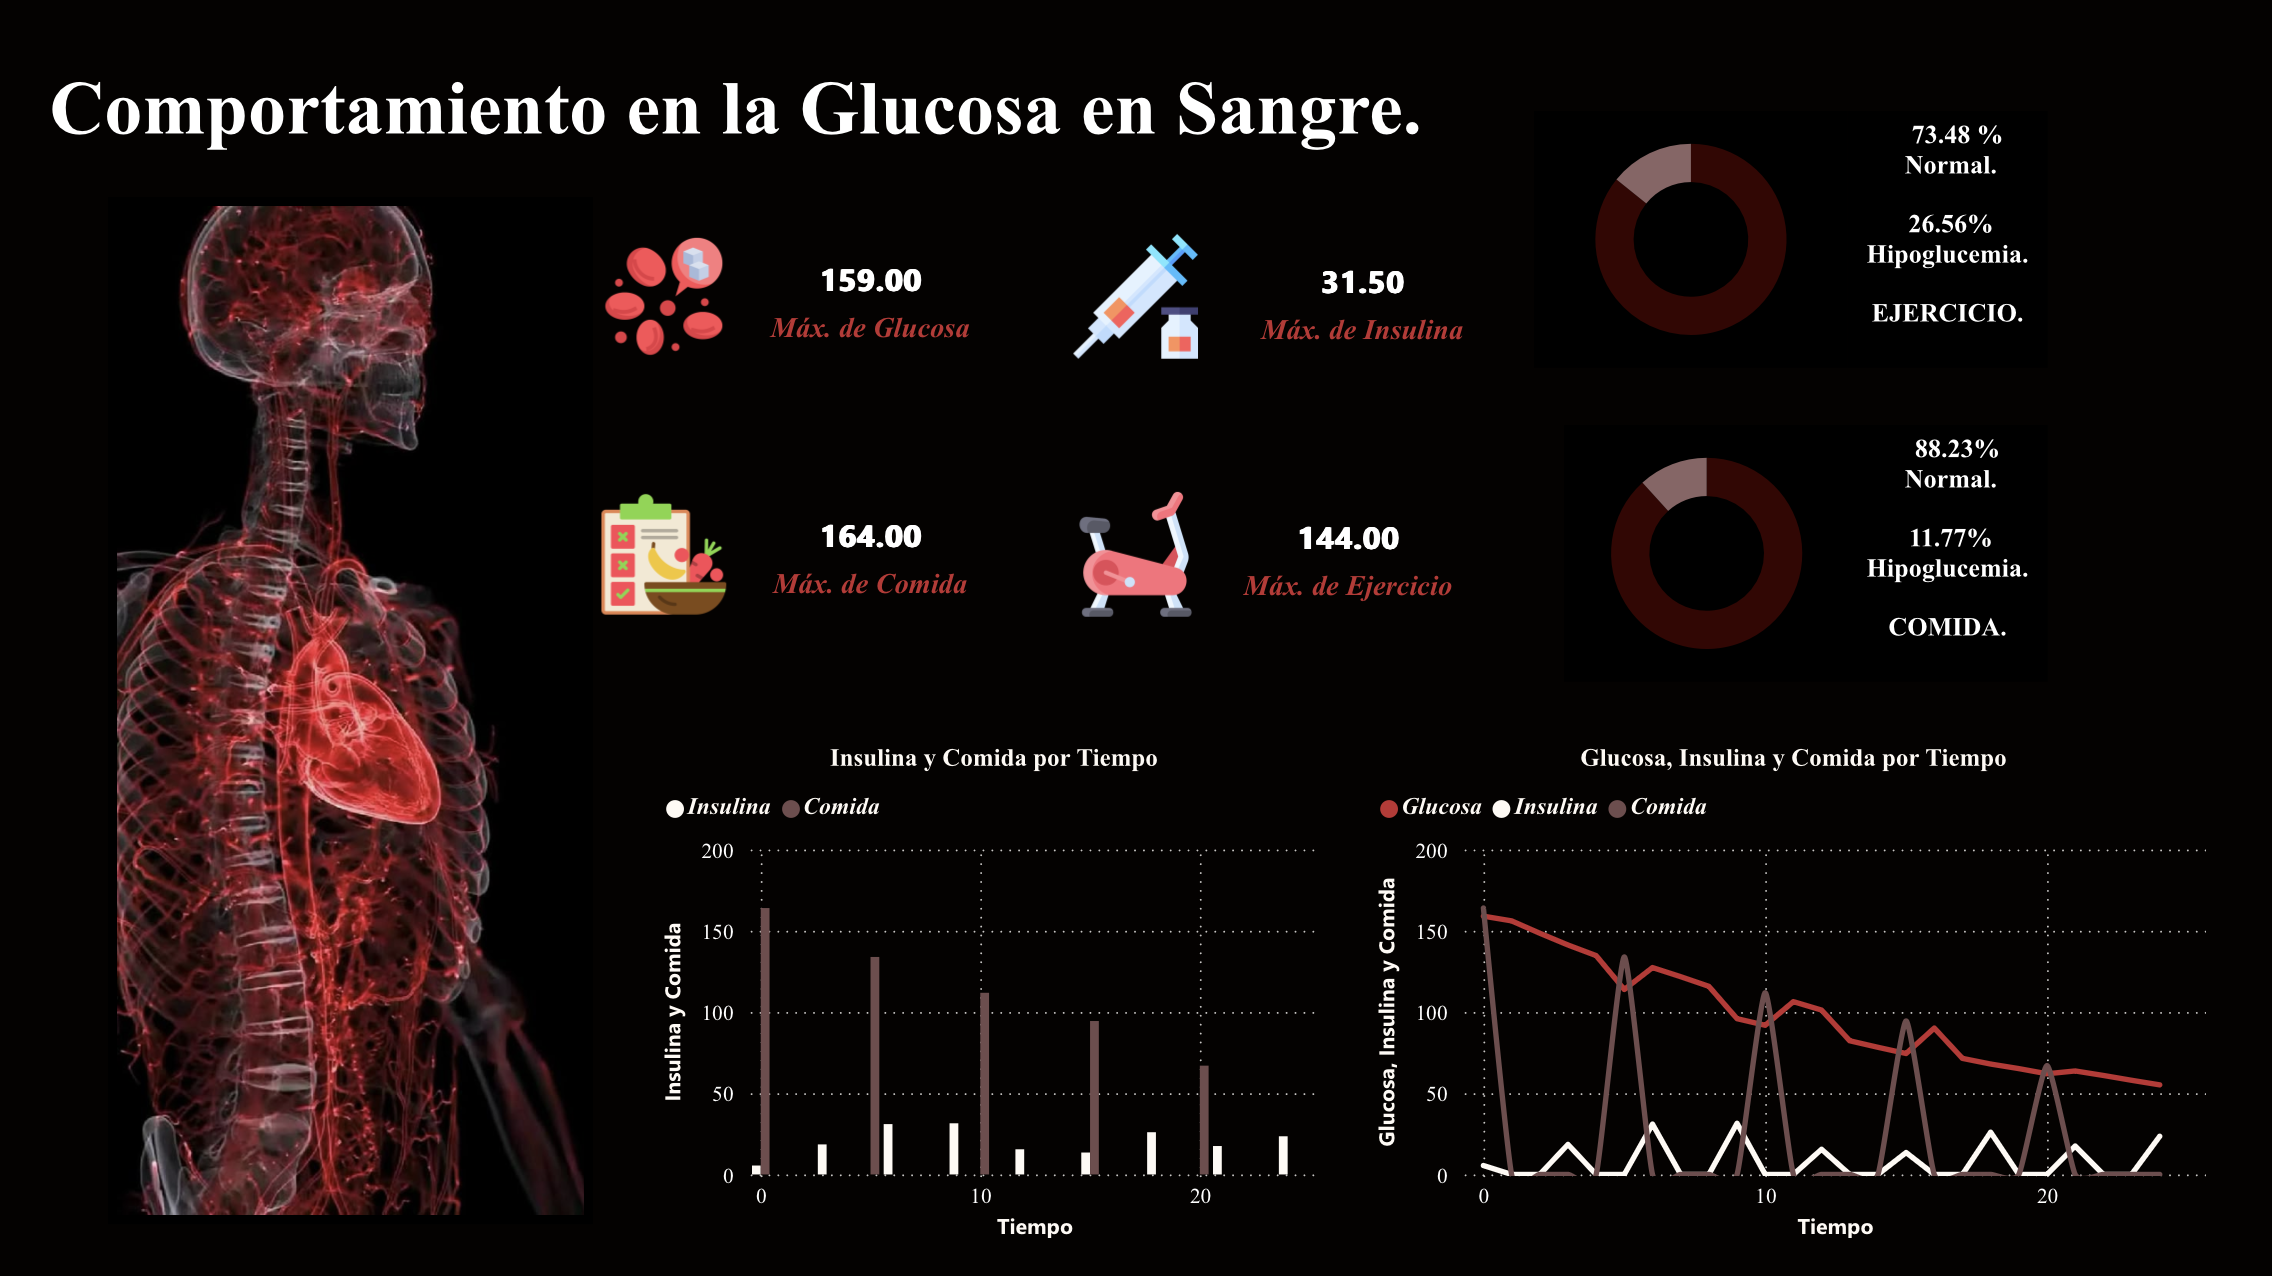 Comportamiento en la Glucosa en Sangre.
159.00
Máx. de Glucosa
31.50
Máx. de Insulina
164.00
Máx. de Comida
144.00
Máx. de Ejercicio
73.48 %
Normal.
26.56%
Hipoglucemia.
EJERCICIO.
88.23%
Normal.
11.77%
Hipoglucemia.
COMIDA.
Insulina y Comida por Tiempo
Insulina Comida
Insulina y Comida
200
150
100
50
0
0 10 20
Tiempo
Glucosa, Insulina y Comida por Tiempo
Glucosa Insulina Comida
Glucosa, Insulina y Comida
200
150
100
50
0
0 10 20
Tiempo